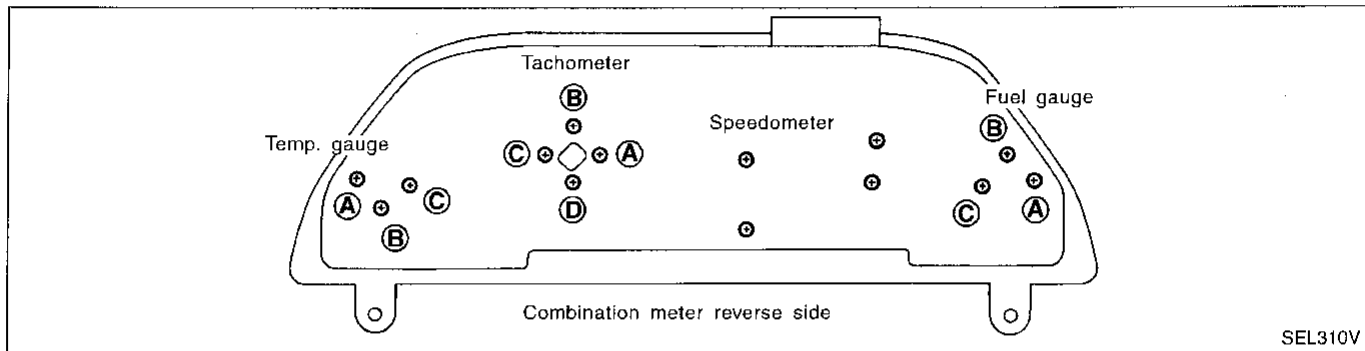 Tachometer
B
Fuel gauge
Speedometer
B
Temp. gauge
C A
A C
D
C A
B
Combination meter reverse side
SEL310V